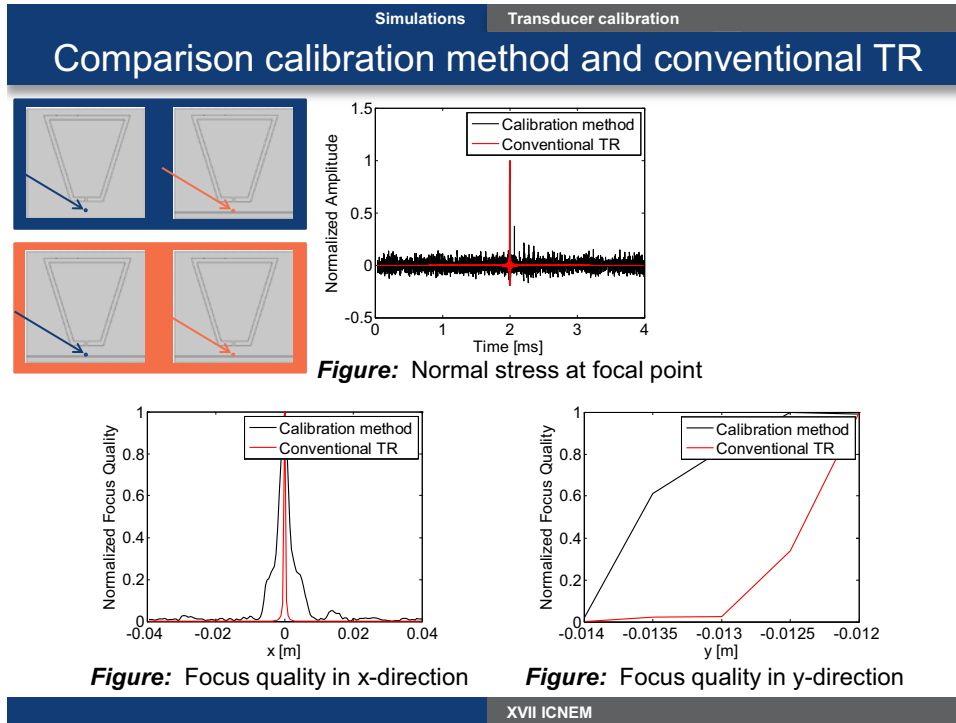 Simulations Transducer calibration
Comparison calibration method and conventional TR
1.5
1
0.5
0
-0.5
0 1 2 3 4
Normalized Amplitude
Time [ms]
Calibration method
Conventional TR
Figure: Normal stress at focal point
1
0.8
0.6
0.4
0.2
0
-0.04 -0.02 0 0.02 0.04
Normalized Focus Quality
x [m]
Calibration method
Conventional TR
Figure: Focus quality in x-direction
1
0.8
0.6
0.4
0.2
0
-0.014 -0.0135 -0.013 -0.0125 -0.012
Normalized Focus Quality
y [m]
Calibration method
Conventional TR
Figure: Focus quality in y-direction
XVII ICNEM